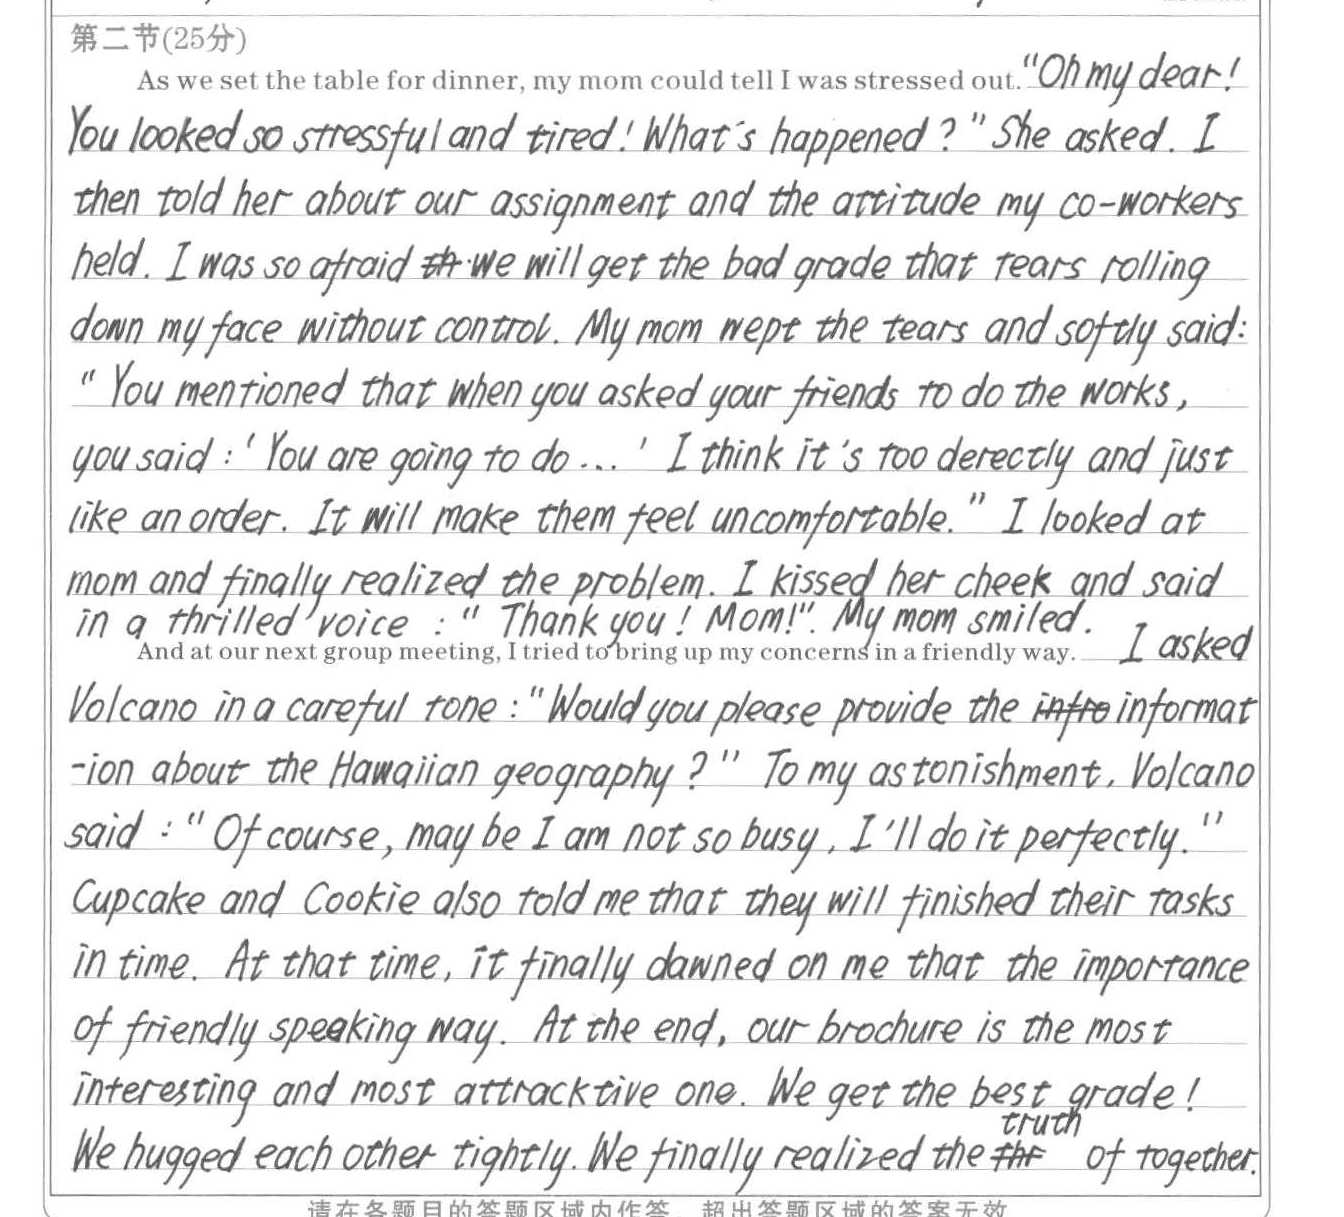 第二节(25分)
As we set the table for dinner, my mom could tell I was stressed out. "Oh my dear!
You looked so stressful and tired! What's happened?" She asked. I
then told her about our assignment and the attitude my co-workers
held. I was so afraid we will get the bad grade that tears rolling
down my face without control. My mom wept the tears and softly said:
"You mentioned that when you asked your friends to do the works,
you said: 'You are going to do...' I think it's too derectly and just
like an order. It will make them feel uncomfortable." I looked at
mom and finally realized the problem. I kissed her cheek and said
in a thrilled voice : " Thank you! Mom!". My mom smiled.
And at our next group meeting, I tried to bring up my concerns in a friendly way. I asked
Volcano in a careful tone: "Would you please provide the informat
-ion about the Hawaiian geography?" To my astonishment, Volcano
said : "Of course, may be I am not so busy, I'll do it perfectly."
Cupcake and Cookie also told me that they will finished their tasks
in time. At that time, it finally dawned on me that the importance
of friendly speaking way. At the end, our brochure is the most
interesting and most attracktive one. We get the best grade!
We hugged each other tightly. We finally realized the truth of together.
请在各题目的答题区域内作答，超出答题区域的答案无效